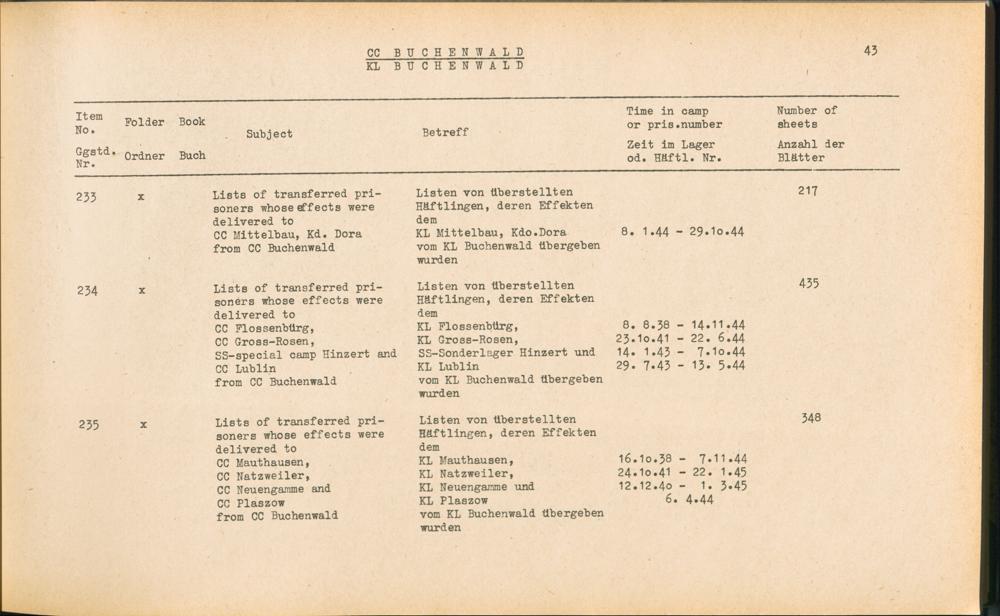 CC BUCHENWALD
KL BUCHENWALD
43
Item No. Folder Book Subject Betreff Time in camp or pris.number Number of sheets
Ggstd. Nr. Ordner Buch Zeit im Lager od. Häftl. Nr. Anzahl der Blätter
233 x Lists of transferred pri- Listen von überstellten 217
soners whose effects were Häftlingen, deren Effekten
delivered to dem
CC Mittelbau, Kd. Dora KL Mittelbau, Kdo.Dora 8. 1.44 - 29.10.44
from CC Buchenwald vom KL Buchenwald übergeben
wurden
234 x Lists of transferred pri- Listen von überstellten 435
soners whose effects were Häftlingen, deren Effekten
delivered to dem
CC Flossenbürg, KL Flossenbürg, 8. 8.38 - 14.11.44
CC Gross-Rosen, KL Gross-Rosen, 23.10.41 - 22. 6.44
SS-special camp Hinzert and SS-Sonderlager Hinzert und 14. 1.43 - 7.10.44
CC Lublin KL Lublin 29. 7.43 - 13. 5.44
from CC Buchenwald vom KL Buchenwald übergeben
wurden
235 x Lists of transferred pri- Listen von überstellten 348
soners whose effects were Häftlingen, deren Effekten
delivered to dem
CC Mauthausen, KL Mauthausen, 16.10.38 - 7.11.44
CC Natzweiler, KL Natzweiler, 24.10.41 - 22. 1.45
CC Neuengamme and KL Neuengamme und 12.12.40 - 1. 3.45
CC Plaszow KL Plaszow 6. 4.44
from CC Buchenwald vom KL Buchenwald übergeben
wurden